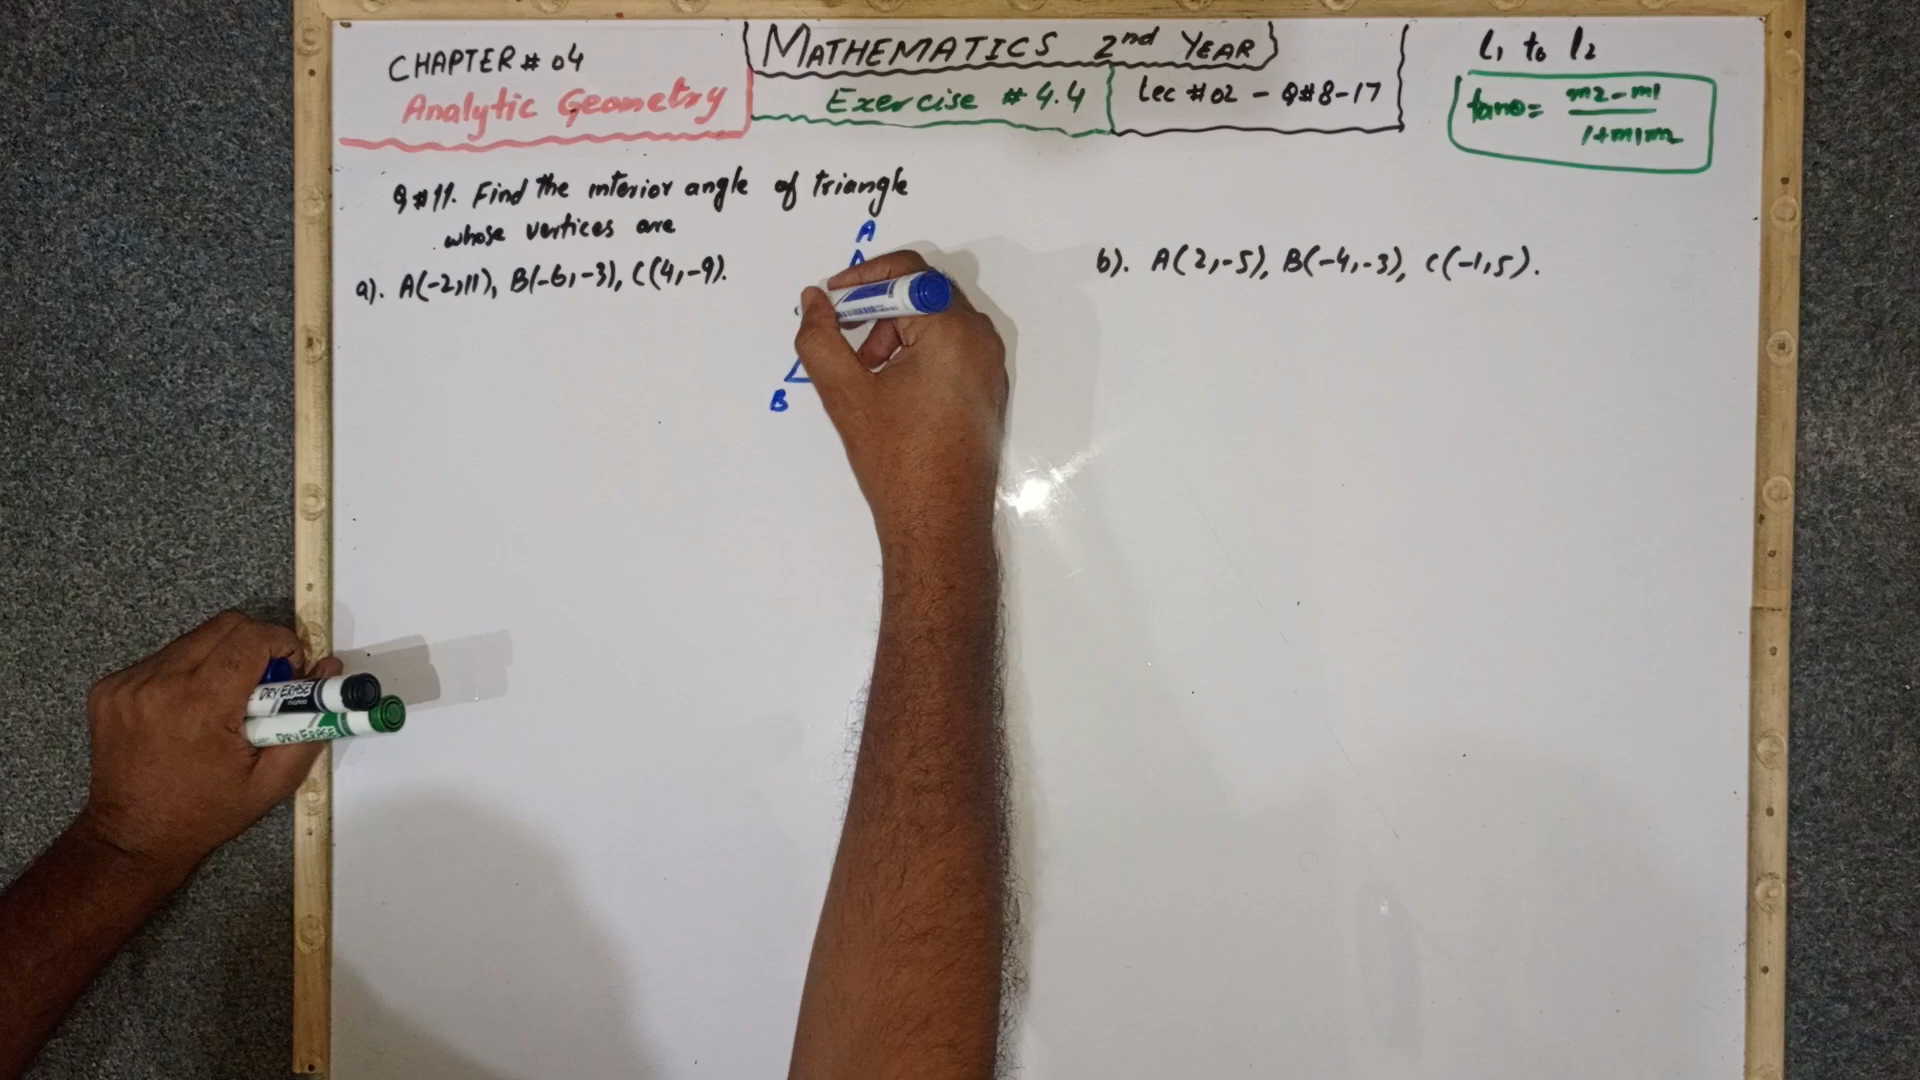 CHAPTER # 04
Analytic Geometry
MATHEMATICS 2nd YEAR
Exercise # 4.4
Lec # 02 - Q#8-17
l1 to l2
tanθ = m2-m1
1+m1m2
Q#11. Find the interior angle of triangle
whose vertices are
a). A(-2,11), B(-6,-3), C(4,-9).
A
B
b). A(2,-5), B(-4,-3), C(-1,5).
DRY ERASE
marker
DRY ERASE